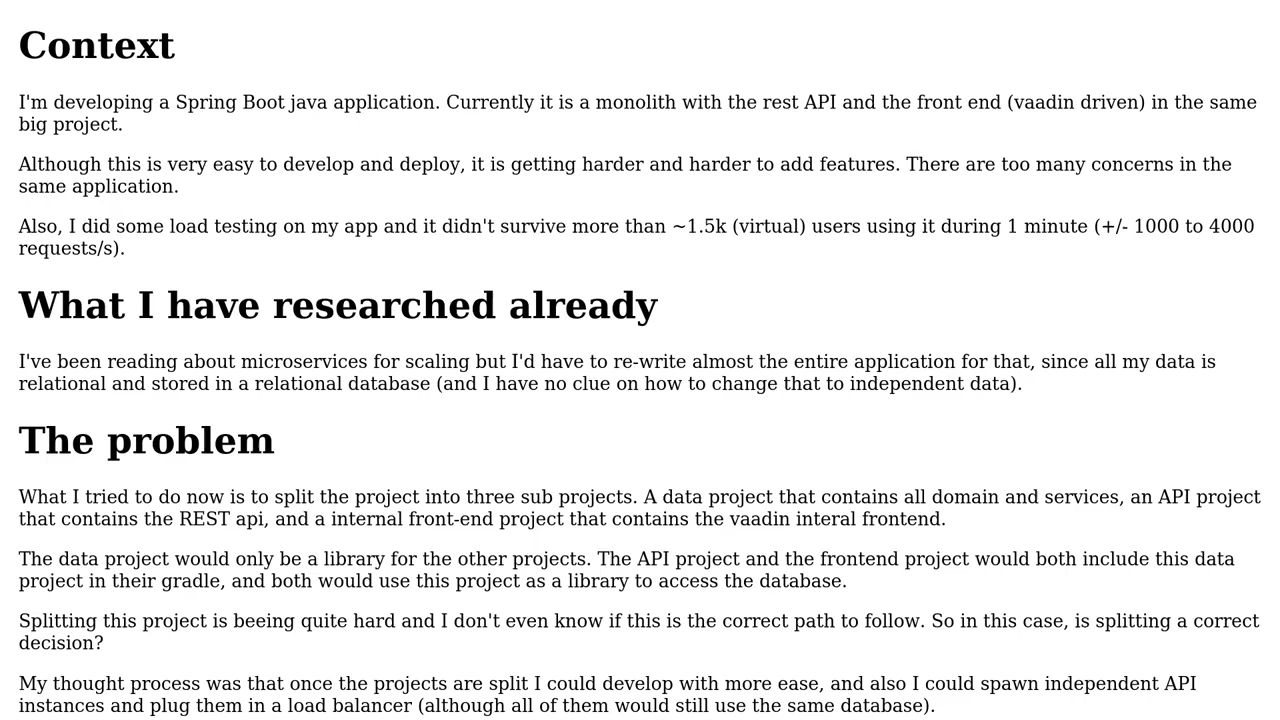 Context
I'm developing a Spring Boot java application. Currently it is a monolith with the rest API and the front end (vaadin driven) in the same
big project.
Although this is very easy to develop and deploy, it is getting harder and harder to add features. There are too many concerns in the
same application.
Also, I did some load testing on my app and it didn't survive more than ~1.5k (virtual) users using it during 1 minute (+/- 1000 to 4000
requests/s).
What I have researched already
I've been reading about microservices for scaling but I'd have to re-write almost the entire application for that, since all my data is
relational and stored in a relational database (and I have no clue on how to change that to independent data).
The problem
What I tried to do now is to split the project into three sub projects. A data project that contains all domain and services, an API project
that contains the REST api, and a internal front-end project that contains the vaadin interal frontend.
The data project would only be a library for the other projects. The API project and the frontend project would both include this data
project in their gradle, and both would use this project as a library to access the database.
Splitting this project is beeing quite hard and I don't even know if this is the correct path to follow. So in this case, is splitting a correct
decision?
My thought process was that once the projects are split I could develop with more ease, and also I could spawn independent API
instances and plug them in a load balancer (although all of them would still use the same database).